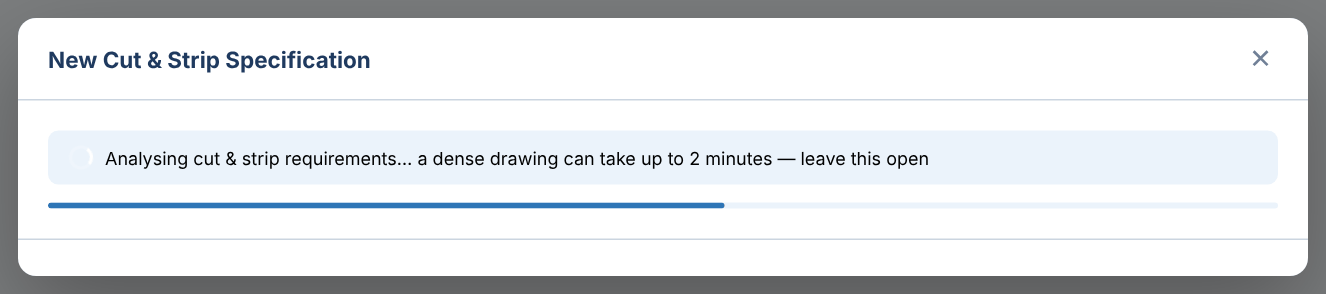 New Cut & Strip Specification
Analysing cut & strip requirements... a dense drawing can take up to 2 minutes — leave this open